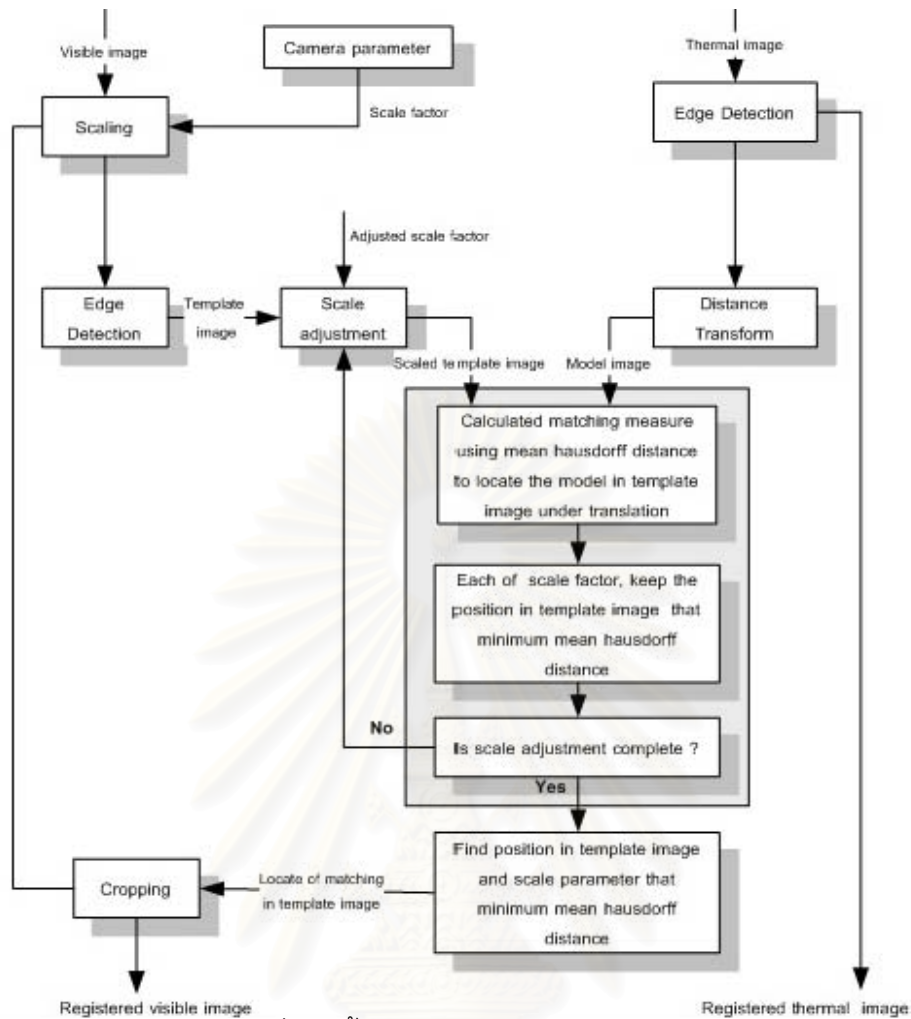 Visible image
Camera parameter
Thermal image
Scaling
Scale factor
Edge Detection
Adjusted scale factor
Edge
Detection
Template
image
Scale
adjustment
Distance
Transform
Scaled template image
Model image
Calculated matching measure
using mean hausdorff distance
to locate the model in template
image under translation
Each of scale factor, keep the
position in template image that
minimum mean hausdorff
distance
No
Is scale adjustment complete ?
Yes
Find position in template image
and scale parameter that
minimum mean hausdorff
distance
Locate of matching
in template image
Cropping
Registered visible image
Registered thermal image